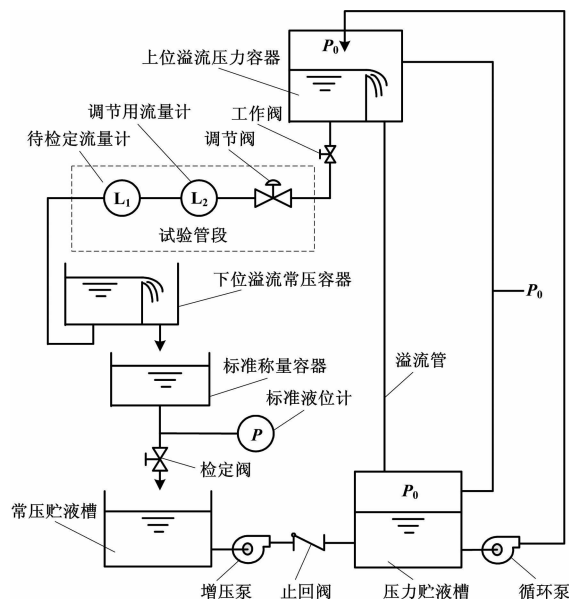 P0
上位溢流压力容器
工作阀
调节用流量计
调节阀
待检定流量计
L1
L2
试验管段
下位溢流常压容器
P0
标准称量容器
溢流管
标准液位计
P
检定阀
常压贮液槽
P0
增压泵
止回阀
压力贮液槽
循环泵